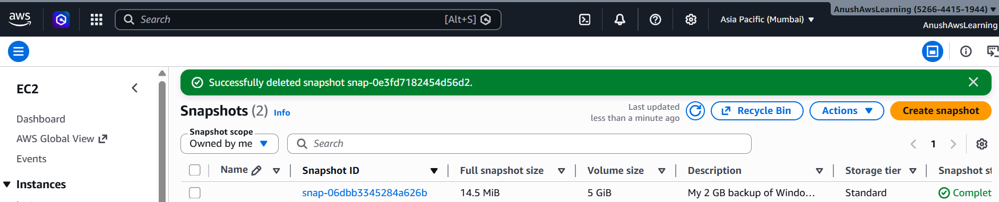 aws
Search
[Alt+S]
Asia Pacific (Mumbai)
AnushAwsLearning (5266-4415-1944)
AnushAwsLearning
EC2
Dashboard
AWS Global View
Events
Instances
Successfully deleted snapshot snap-0e3fd7182454d56d2.
Snapshots (2) Info
Last updated
less than a minute ago
Recycle Bin
Actions
Create snapshot
Snapshot scope
Owned by me
Search
1
Name Snapshot ID Full snapshot size Volume size Description Storage tier Snapshot st
snap-06dbb3345284a626b 14.5 MiB 5 GiB My 2 GB backup of Windo... Standard Complet